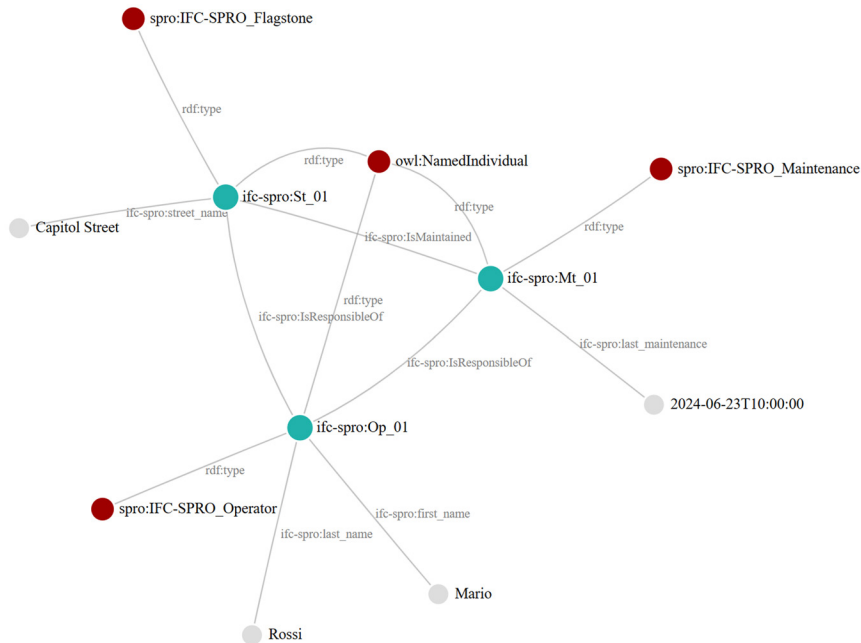 spro:IFC-SPRO_Flagstone
rdf:type
rdf:type
owl:NamedIndividual
spro:IFC-SPRO_Maintenance
ifc-spro:St_01
ifc-spro:street_name
Capitol Street
rdf:type
rdf:type
ifc-spro:IsMaintained
ifc-spro:Mt_01
rdf:type
ifc-spro:IsResponsibleOf
ifc-spro:last_maintenance
ifc-spro:IsResponsibleOf
2024-06-23T10:00:00
ifc-spro:Op_01
rdf:type
spro:IFC-SPRO_Operator
ifc-spro:first_name
ifc-spro:last_name
Mario
Rossi